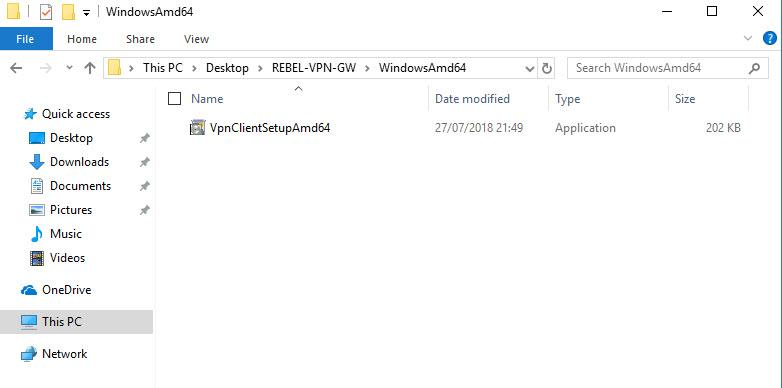 WindowsAmd64
File Home Share View
This PC Desktop REBEL-VPN-GW WindowsAmd64 Search WindowsAmd64
Name Date modified Type Size
Quick access
VpnClientSetupAmd64 27/07/2018 21:49 Application 202 KB
Desktop
Downloads
Documents
Pictures
Music
Videos
OneDrive
This PC
Network